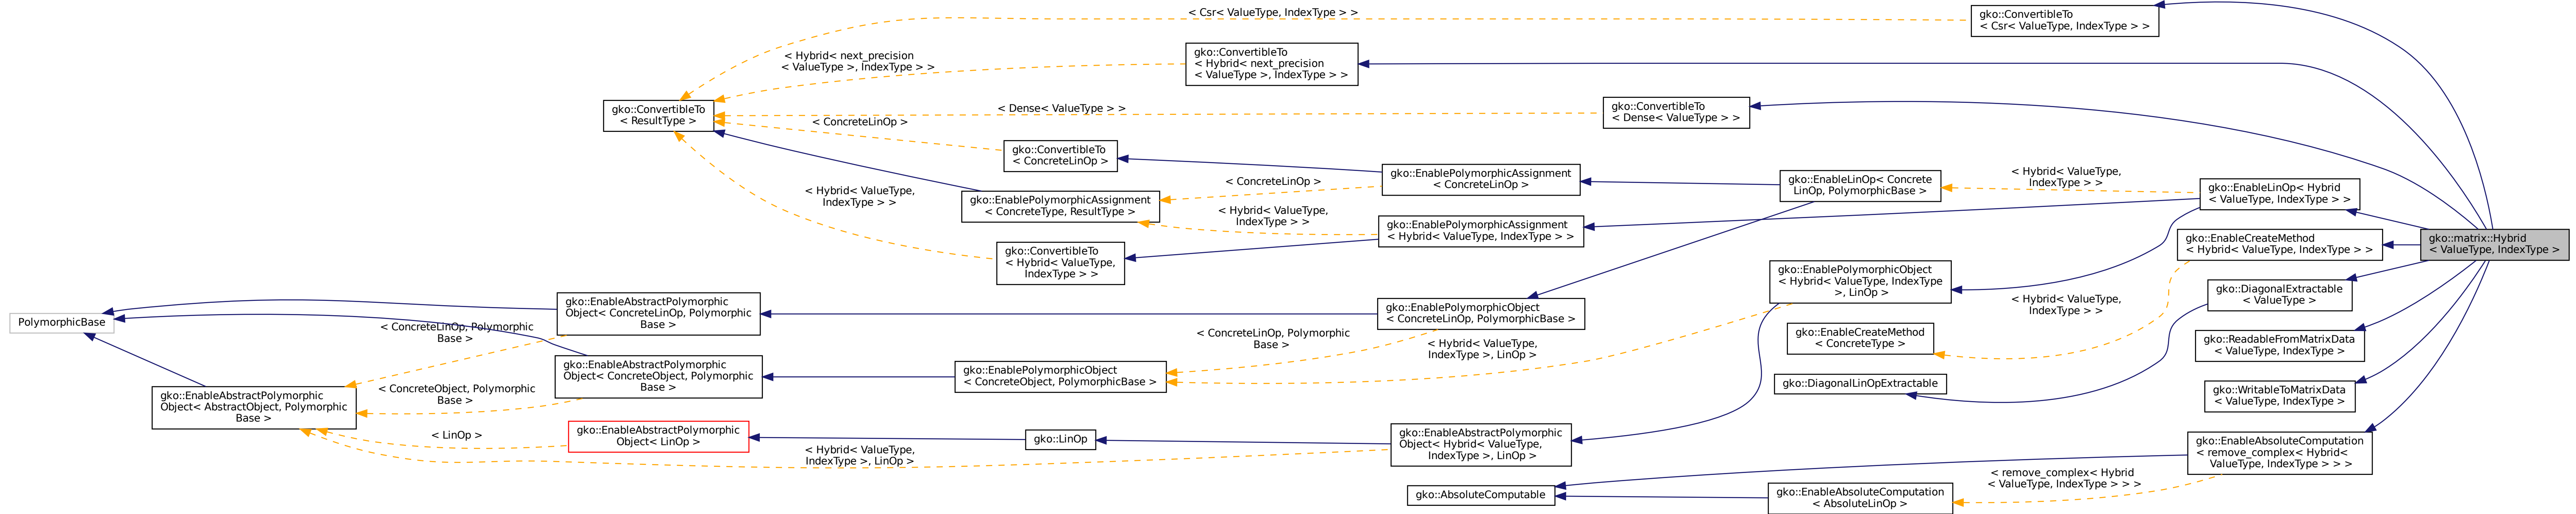 < Csr< ValueType, IndexType > >
gko::ConvertibleTo
< Csr< ValueType, IndexType > >
< Hybrid< next_precision
< ValueType >, IndexType > >
gko::ConvertibleTo
< Hybrid< next_precision
< ValueType >, IndexType > >
gko::ConvertibleTo
< ResultType >
< Dense< ValueType > >
gko::ConvertibleTo
< Dense< ValueType > >
< ConcreteLinOp >
gko::ConvertibleTo
< ConcreteLinOp >
gko::EnablePolymorphicAssignment
< ConcreteLinOp >
gko::EnableLinOp< Concrete
LinOp, PolymorphicBase >
< Hybrid< ValueType,
IndexType > >
gko::EnableLinOp< Hybrid
< ValueType, IndexType > >
< Hybrid< ValueType,
IndexType > >
gko::EnablePolymorphicAssignment
< ConcreteType, ResultType >
< ConcreteLinOp >
< Hybrid< ValueType,
IndexType > >
gko::EnablePolymorphicAssignment
< Hybrid< ValueType, IndexType > >
gko::ConvertibleTo
< Hybrid< ValueType,
IndexType > >
gko::EnableCreateMethod
< Hybrid< ValueType, IndexType > >
gko::matrix::Hybrid
< ValueType, IndexType >
gko::EnablePolymorphicObject
< Hybrid< ValueType, IndexType
>, LinOp >
gko::DiagonalExtractable
< ValueType >
PolymorphicBase
gko::EnableAbstractPolymorphic
Object< ConcreteLinOp, Polymorphic
Base >
gko::EnablePolymorphicObject
< ConcreteLinOp, PolymorphicBase >
< Hybrid< ValueType,
IndexType > >
gko::EnableCreateMethod
< ConcreteType >
gko::ReadableFromMatrixData
< ValueType, IndexType >
< ConcreteLinOp, Polymorphic
Base >
< ConcreteLinOp, Polymorphic
Base >
< Hybrid< ValueType,
IndexType >, LinOp >
gko::EnableAbstractPolymorphic
Object< ConcreteObject, Polymorphic
Base >
gko::EnablePolymorphicObject
< ConcreteObject, PolymorphicBase >
gko::DiagonalLinOpExtractable
gko::WritableToMatrixData
< ValueType, IndexType >
gko::EnableAbstractPolymorphic
Object< AbstractObject, Polymorphic
Base >
< ConcreteObject, Polymorphic
Base >
< LinOp >
gko::EnableAbstractPolymorphic
Object< LinOp >
gko::LinOp
gko::EnableAbstractPolymorphic
Object< Hybrid< ValueType,
IndexType >, LinOp >
< Hybrid< ValueType,
IndexType >, LinOp >
gko::EnableAbsoluteComputation
< remove_complex< Hybrid<
ValueType, IndexType > > >
gko::AbsoluteComputable
gko::EnableAbsoluteComputation
< AbsoluteLinOp >
< remove_complex< Hybrid
< ValueType, IndexType > > >